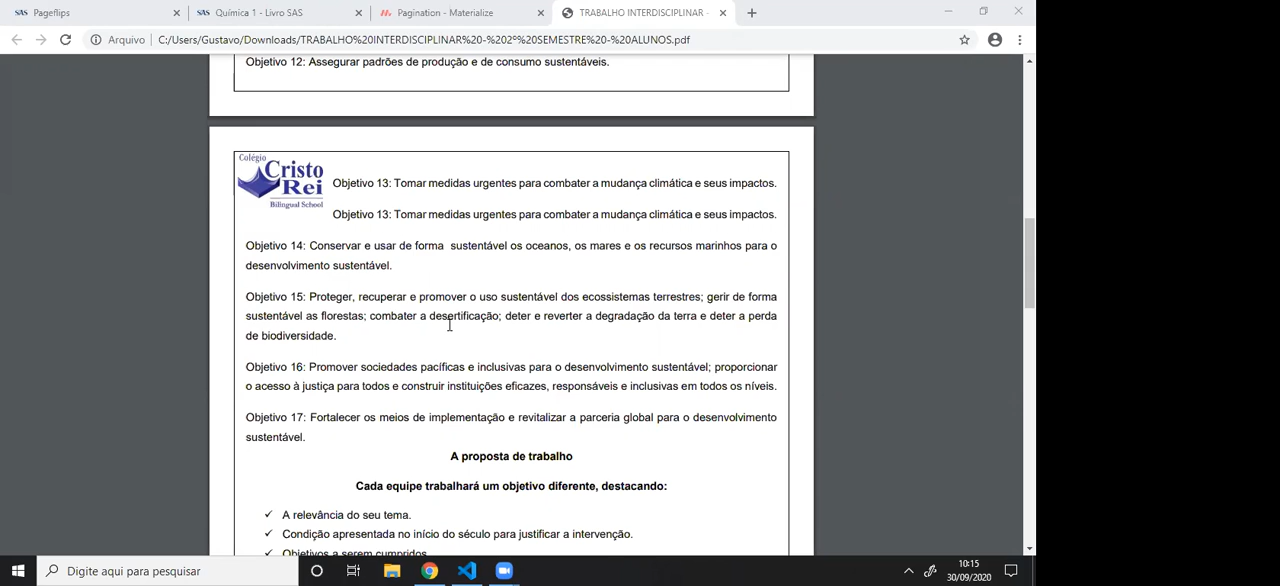 SAS Pageflips
SAS Química 1 - Livro SAS
Pagination - Materialize
TRABALHO INTERDISCIPLINAR -
Arquivo
C:/Users/Gustavo/Downloads/TRABALHO%20INTERDISCIPLINAR%20-%202º%20SEMESTRE%20-%20ALUNOS.pdf
Objetivo 12: Assegurar padrões de produção e de consumo sustentáveis.
Colégio
Cristo
Rei
Bilingual School
Objetivo 13: Tomar medidas urgentes para combater a mudança climática e seus impactos.
Objetivo 13: Tomar medidas urgentes para combater a mudança climática e seus impactos.
Objetivo 14: Conservar e usar de forma sustentável os oceanos, os mares e os recursos marinhos para o
desenvolvimento sustentável.
Objetivo 15: Proteger, recuperar e promover o uso sustentável dos ecossistemas terrestres; gerir de forma
sustentável as florestas; combater a desertificação; deter e reverter a degradação da terra e deter a perda
de biodiversidade.
Objetivo 16: Promover sociedades pacíficas e inclusivas para o desenvolvimento sustentável; proporcionar
o acesso à justiça para todos e construir instituições eficazes, responsáveis e inclusivas em todos os níveis.
Objetivo 17: Fortalecer os meios de implementação e revitalizar a parceria global para o desenvolvimento
sustentável.
A proposta de trabalho
Cada equipe trabalhará um objetivo diferente, destacando:
✓ A relevância do seu tema.
✓ Condição apresentada no início do século para justificar a intervenção.
✓ Objetivos a serem cumpridos
Digite aqui para pesquisar
10:15
30/09/2020